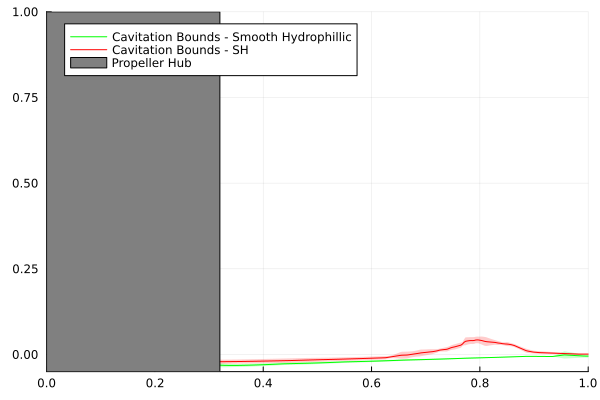 1.00
Cavitation Bounds - Smooth Hydrophillic
Cavitation Bounds - SH
Propeller Hub
0.75
0.50
0.25
0.00
0.0 0.2 0.4 0.6 0.8 1.0